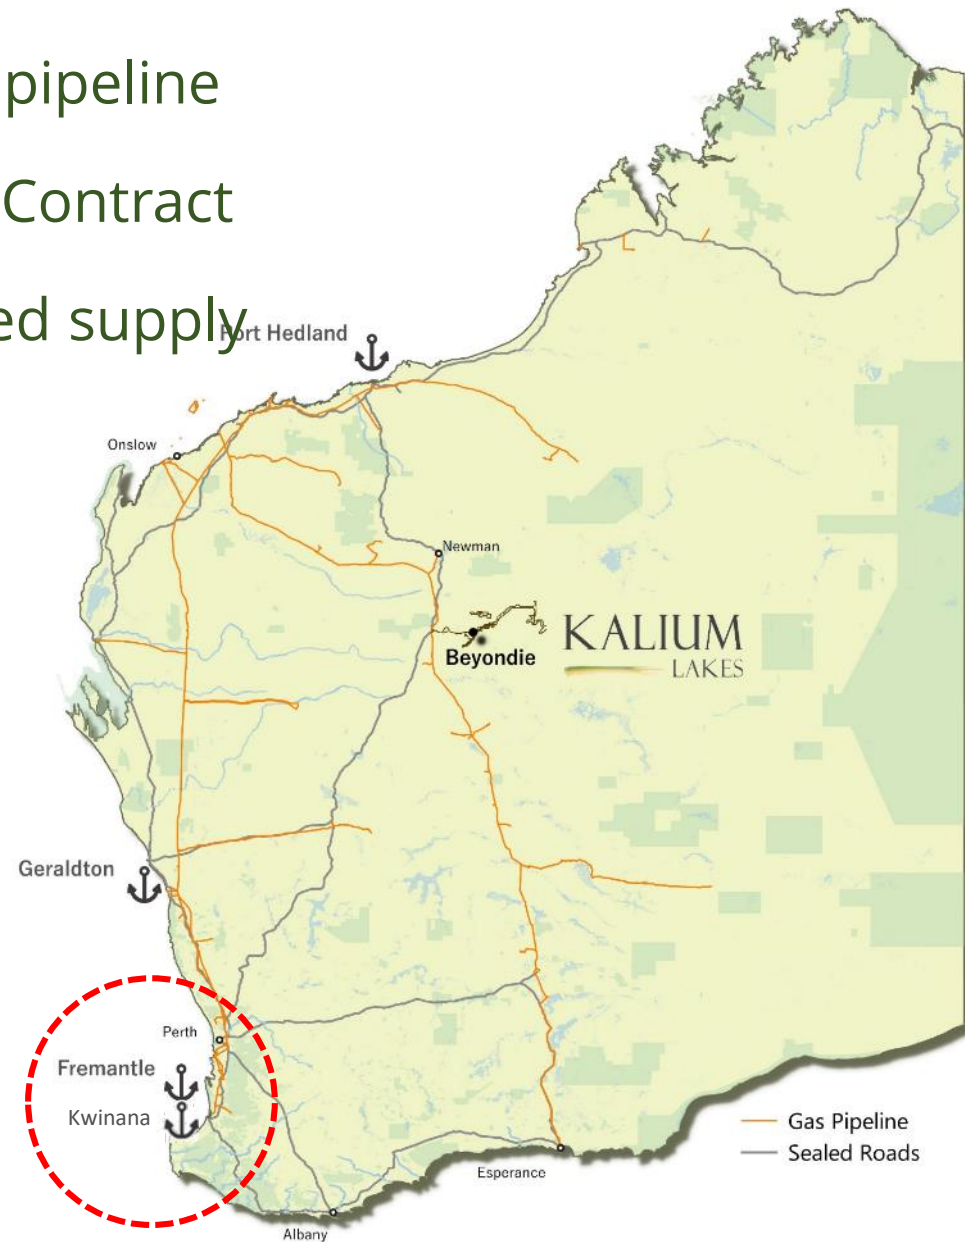 pipeline
Contract
ed supply
Port Hedland
Onslow
Newman
Beyondie
KALIUM
LAKES
Geraldton
Perth
Fremantle
Kwinana
Gas Pipeline
Sealed Roads
Esperance
Albany